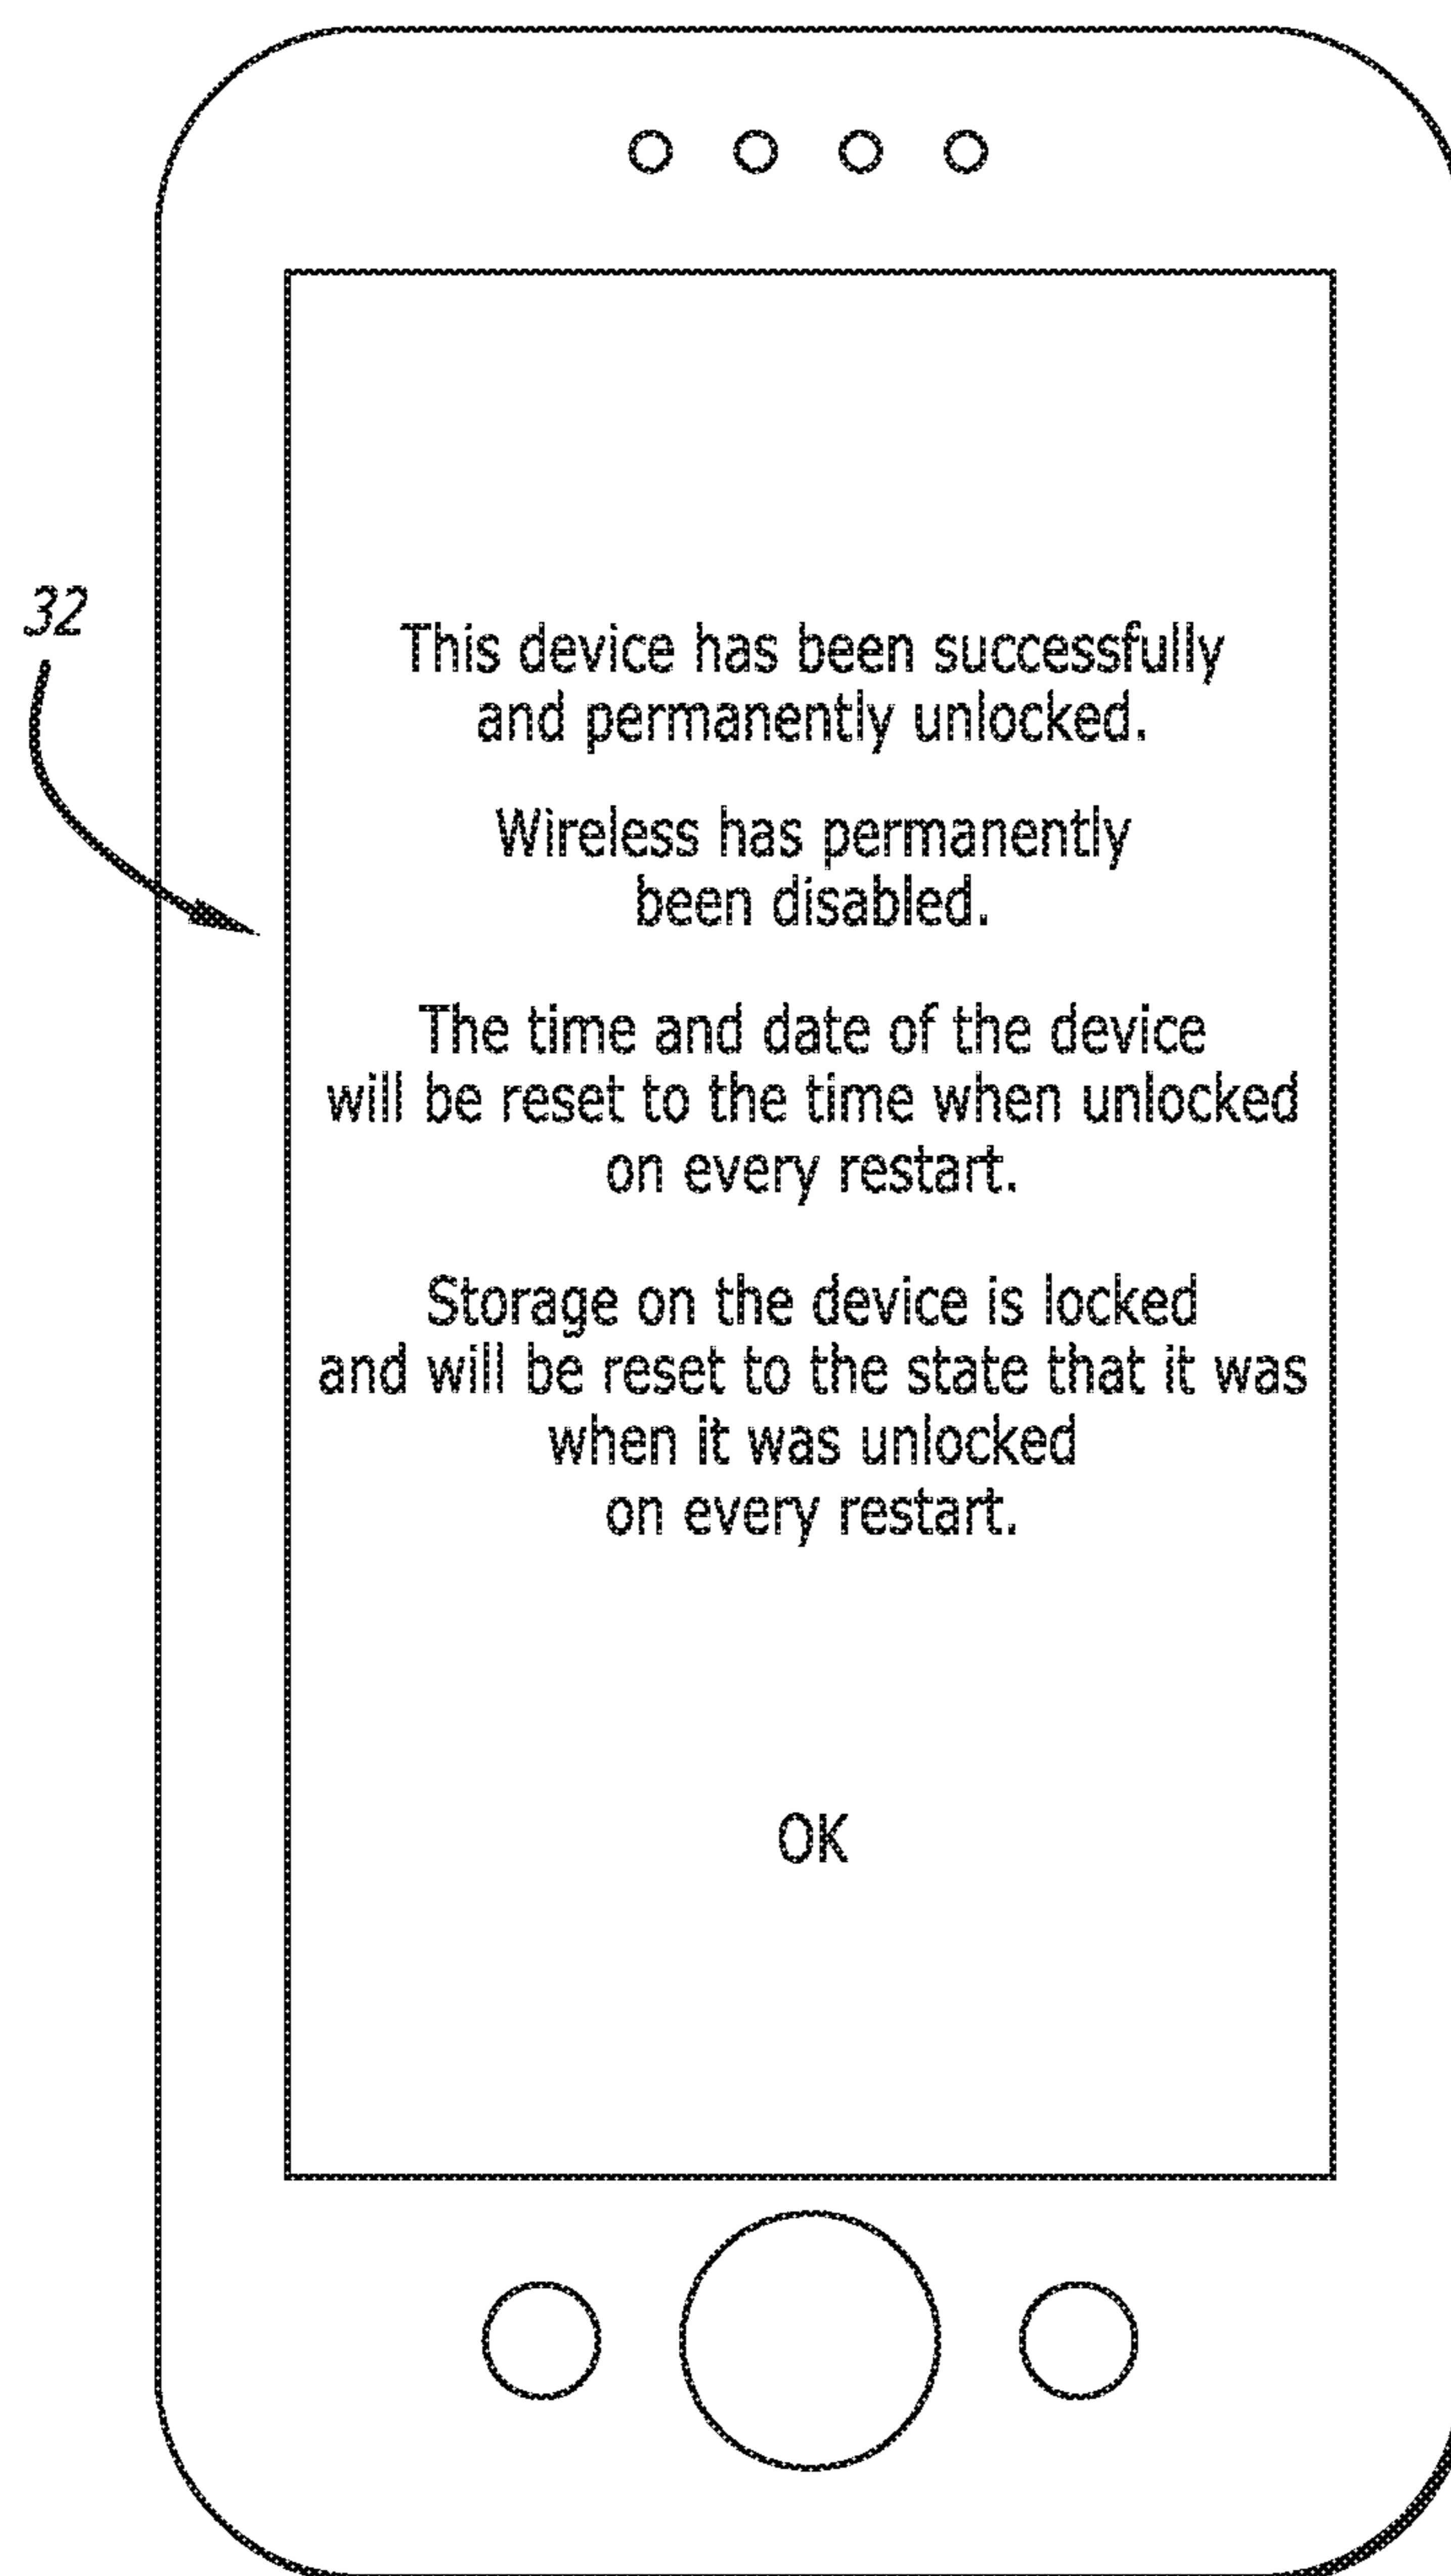 32
This device has been successfully
and permanently unlocked.
Wireless has permanently
been disabled.
The time and date of the device
will be reset to the time when unlocked
on every restart.
Storage on the device is locked
and will be reset to the state that it was
when it was unlocked
on every restart.
OK